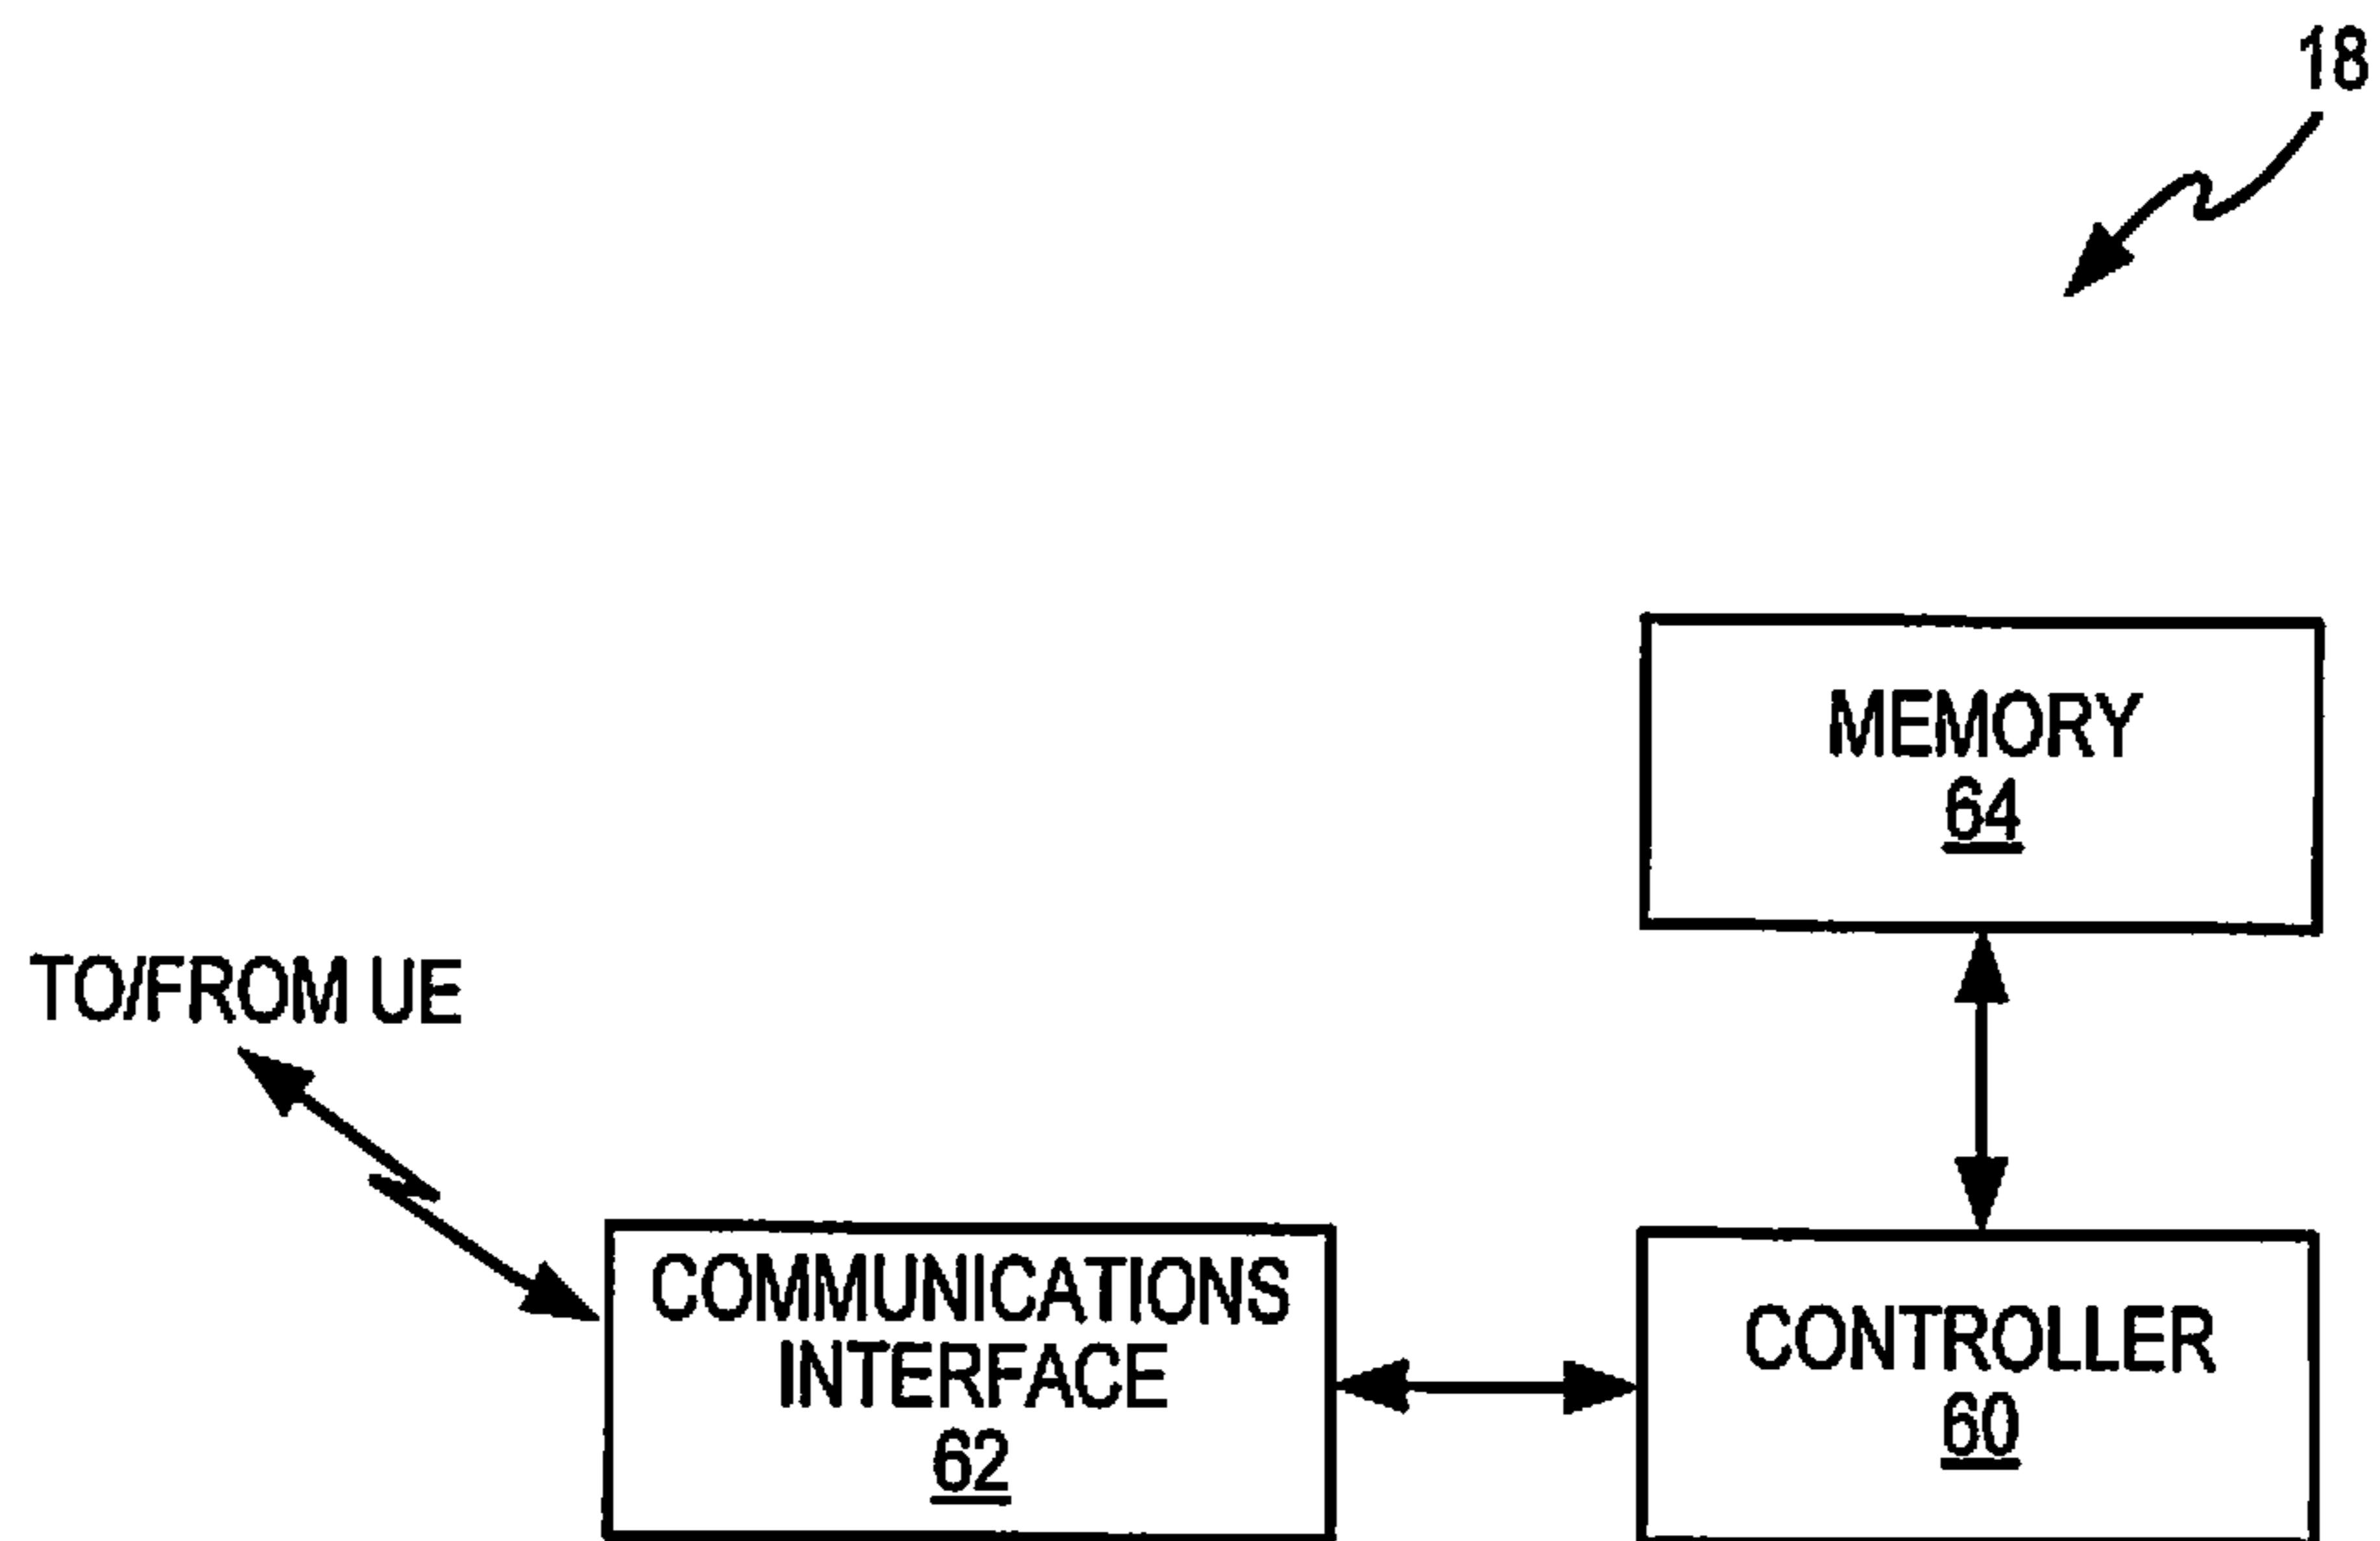 18
MEMORY
64
TO/FROM UE
COMMUNICATIONS
INTERFACE
62
CONTROLLER
60